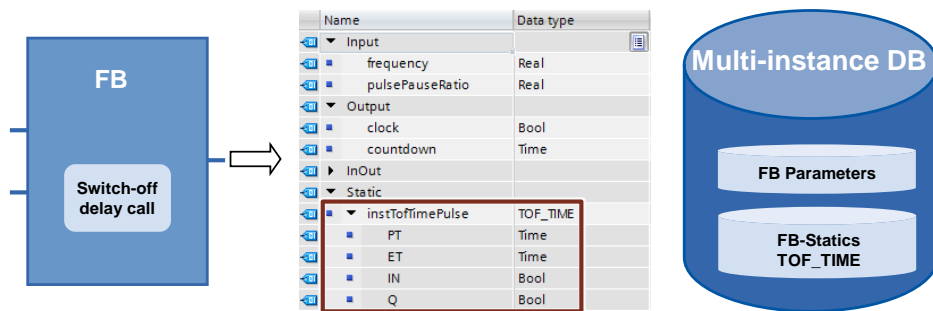 FB
Switch-off
delay call
Name Data type
Input
frequency Real
pulsePauseRatio Real
Output
clock Bool
countdown Time
InOut
Static
instTofTimePulse TOF_TIME
PT Time
ET Time
IN Bool
Q Bool
Multi-instance DB
FB Parameters
FB-Statics
TOF_TIME